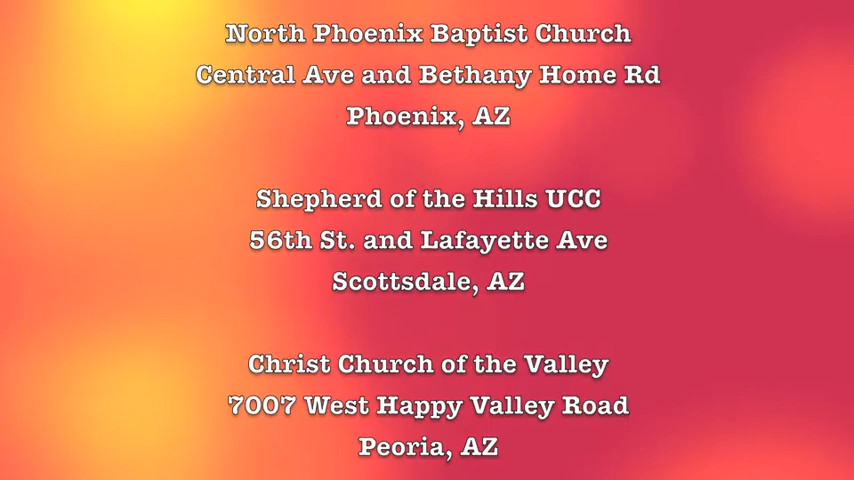 North Phoenix Baptist Church
Central Ave and Bethany Home Rd
Phoenix, AZ
Shepherd of the Hills UCC
56th St. and Lafayette Ave
Scottsdale, AZ
Christ Church of the Valley
7007 West Happy Valley Road
Peoria, AZ